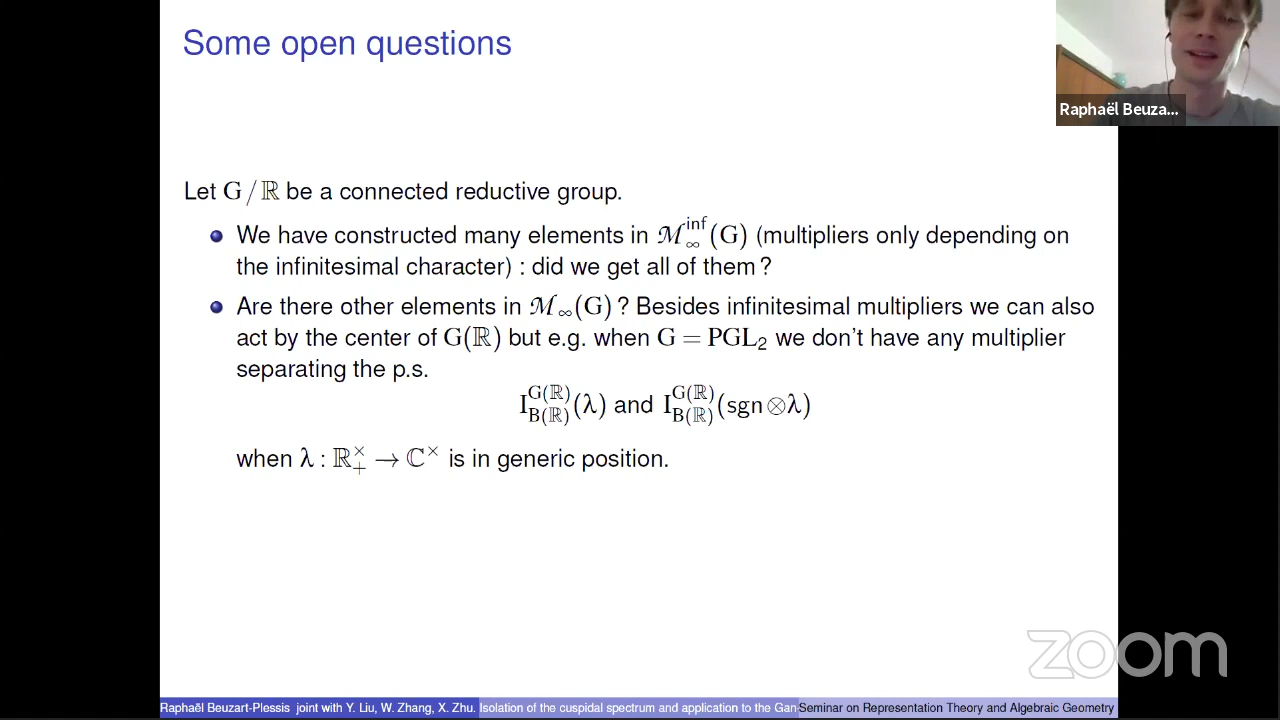 Some open questions
Raphaël Beuza...
Let G/ℝ be a connected reductive group.
We have constructed many elements in ℳ^inf_∞(G) (multipliers only depending on
the infinitesimal character) : did we get all of them ?
Are there other elements in ℳ_∞(G) ? Besides infinitesimal multipliers we can also
act by the center of G(ℝ) but e.g. when G = PGL₂ we don't have any multiplier
separating the p.s.
I^G(ℝ)_B(ℝ)(λ) and I^G(ℝ)_B(ℝ)(sgn⊗λ)
when λ : ℝ^×_+ → ℂ^× is in generic position.
zoom
Raphaël Beuzart-Plessis joint with Y. Liu, W. Zhang, X. Zhu. Isolation of the cuspidal spectrum and application to the Gan Seminar on Representation Theory and Algebraic Geometry